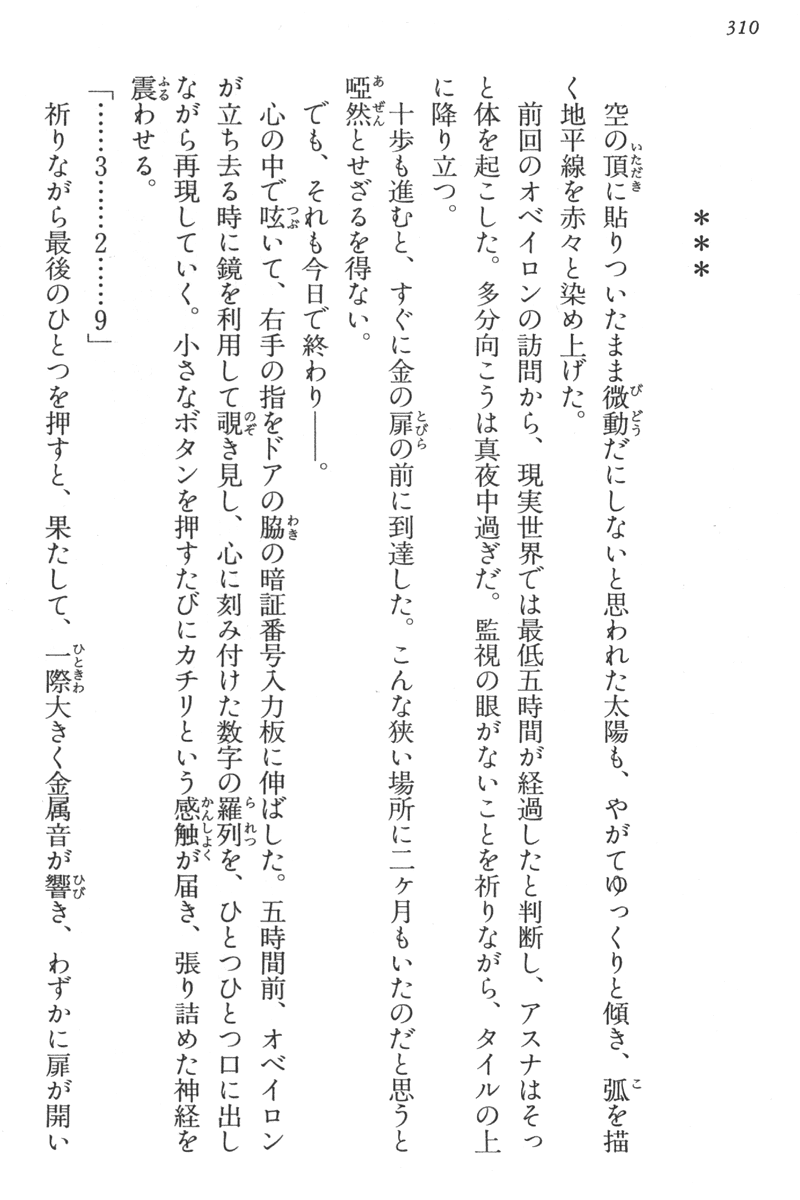 310
***
空の頂に貼りついたまま微動だにしないと思われた太陽も、やがてゆっくりと傾き、弧を描
く地平線を赤々と染め上げた。
前回のオベイロンの訪問から、現実世界では最低五時間が経過したと判断し、アスナはそっ
と体を起こした。多分向こうは真夜中過ぎだ。監視の眼がないことを祈りながら、タイルの上
に降り立つ。
十歩も進むと、すぐに金の扉の前に到達した。こんな狭い場所に二ヶ月もいたのだと思うと
啞然とせざるを得ない。
でも、それも今日で終わり――。
心の中で呟いて、右手の指をドアの脇の暗証番号入力板に伸ばした。五時間前、オベイロン
が立ち去る時に鏡を利用して覗き見し、心に刻み付けた数字の羅列を、ひとつひとつ口に出し
ながら再現していく。小さなボタンを押すたびにカチリという感触が届き、張り詰めた神経を
震わせる。
「……3……2……9」
祈りながら最後のひとつを押すと、果たして、一際大きく金属音が響き、わずかに扉が開い